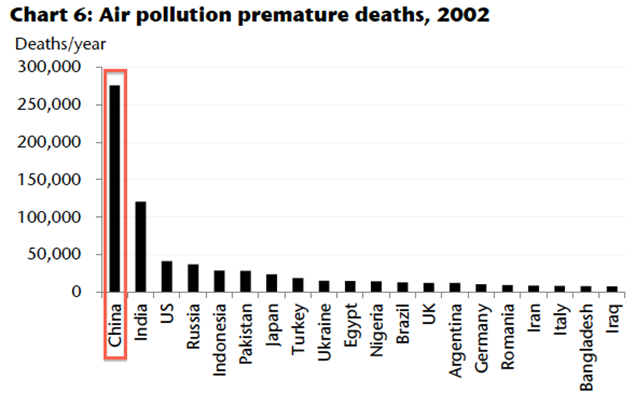 Chart 6: Air pollution premature deaths, 2002
Deaths/year
300,000
250,000
200,000
150,000
100,000
50,000
0
China
India
US
Russia
Indonesia
Pakistan
Japan
Turkey
Ukraine
Egypt
Nigeria
Brazil
UK
Argentina
Germany
Romania
Iran
Italy
Bangladesh
Iraq